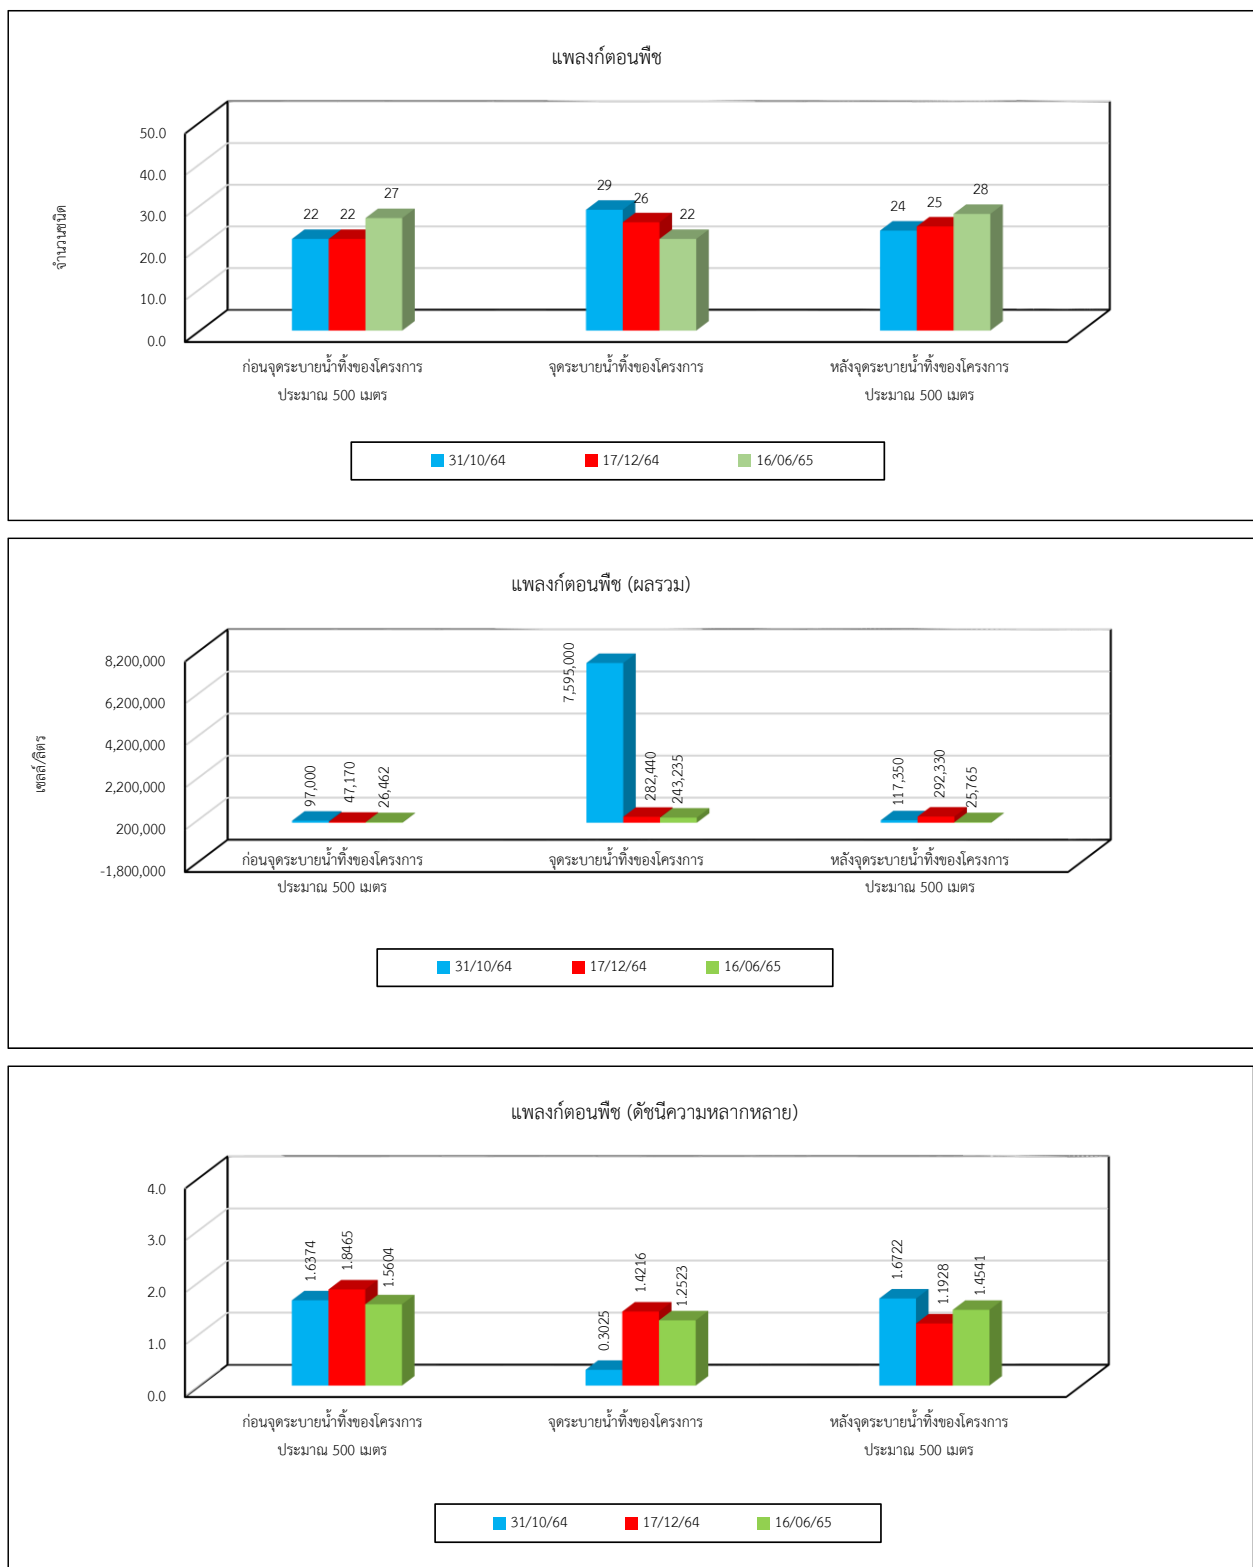 แพลงก์ตอนพืช
จำนวนชนิด
50.0
40.0
30.0
20.0
10.0
0.0
22 22 27 29 26 22 24 25 28
ก่อนจุดระบายน้ำทิ้งของโครงการ จุดระบายน้ำทิ้งของโครงการ หลังจุดระบายน้ำทิ้งของโครงการ
ประมาณ 500 เมตร ประมาณ 500 เมตร
31/10/64 17/12/64 16/06/65
แพลงก์ตอนพืช (ผลรวม)
เซลล์/ลิตร
8,200,000
6,200,000
4,200,000
2,200,000
200,000
-1,800,000
97,000 47,170 26,462 7,595,000 282,440 243,235 117,350 292,330 25,765
ก่อนจุดระบายน้ำทิ้งของโครงการ จุดระบายน้ำทิ้งของโครงการ หลังจุดระบายน้ำทิ้งของโครงการ
ประมาณ 500 เมตร ประมาณ 500 เมตร
31/10/64 17/12/64 16/06/65
แพลงก์ตอนพืช (ดัชนีความหลากหลาย)
4.0
3.0
2.0
1.0
0.0
1.6374 1.8465 1.5604 0.3025 1.4216 1.2523 1.6722 1.1928 1.4541
ก่อนจุดระบายน้ำทิ้งของโครงการ จุดระบายน้ำทิ้งของโครงการ หลังจุดระบายน้ำทิ้งของโครงการ
ประมาณ 500 เมตร ประมาณ 500 เมตร
31/10/64 17/12/64 16/06/65